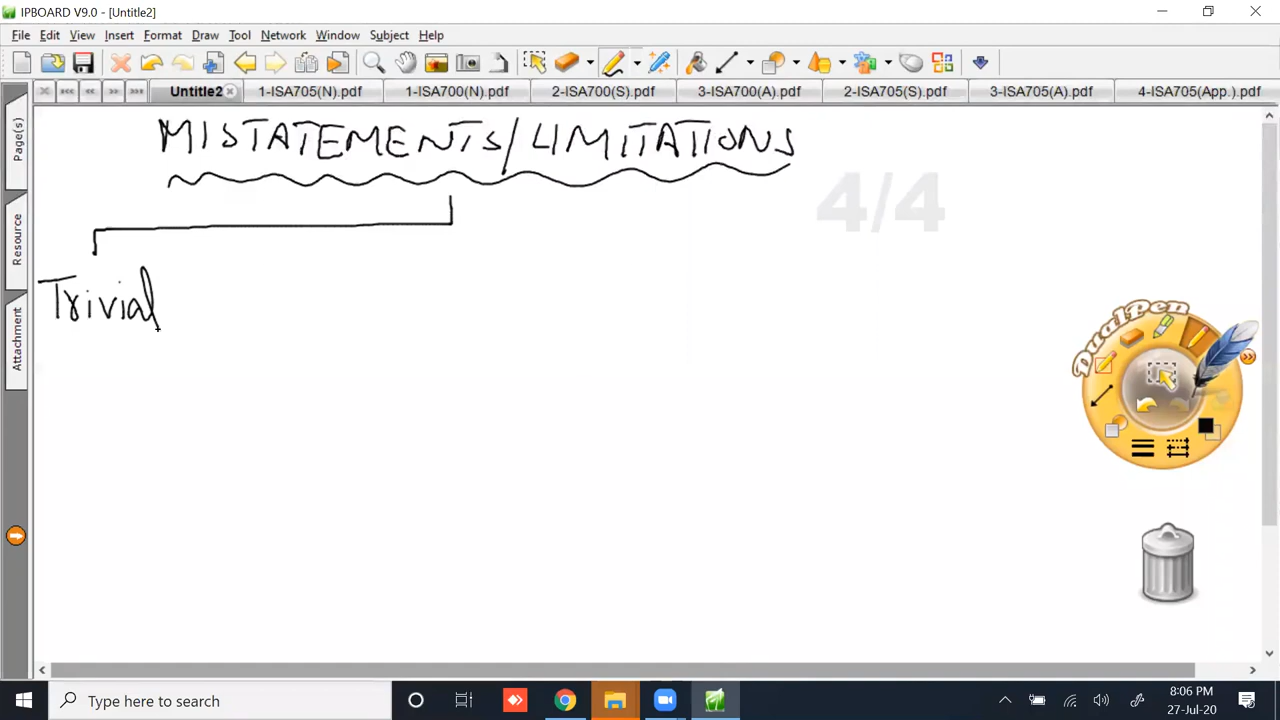 IPBOARD V9.0 - [Untitle2]
File Edit View Insert Format Draw Tool Network Window Subject Help
Untitle2 1-ISA705(N).pdf 1-ISA700(N).pdf 2-ISA700(S).pdf 3-ISA700(A).pdf 2-ISA705(S).pdf 3-ISA705(A).pdf 4-ISA705(App.).pdf
Page(s)
Resource
Attachment
MISTATEMENTS/LIMITATIONS
4/4
Trivial
DualPen
Type here to search
8:06 PM
27-Jul-20